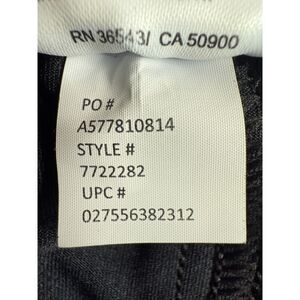 RN 36543/ CA 50900
PO #
A577810814
STYLE #
7722282
UPC #
027556382312